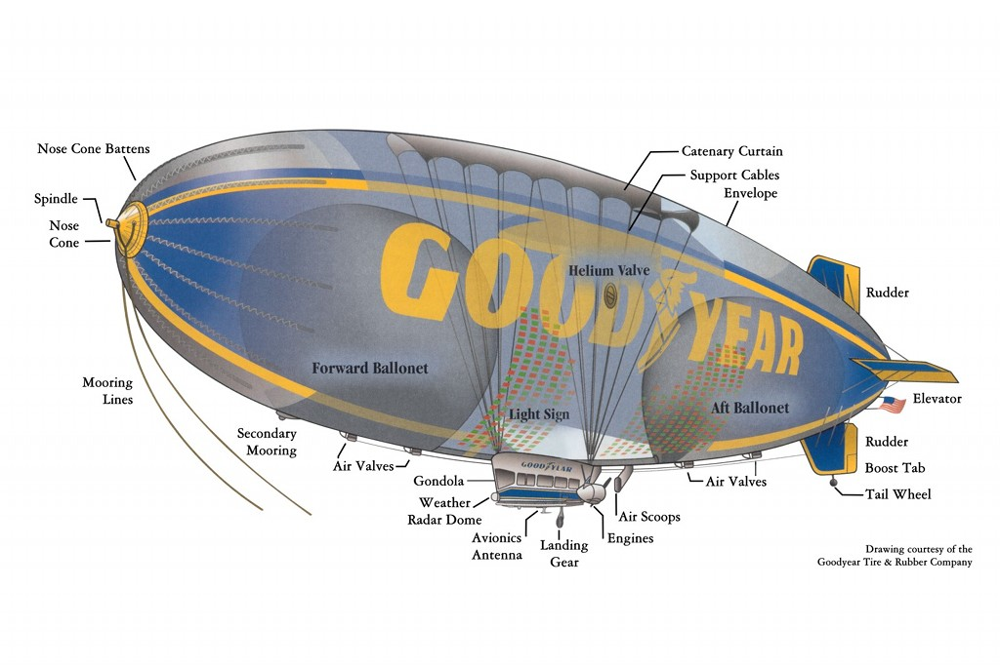 Nose Cone Battens
Spindle
Nose
Cone
Catenary Curtain
Support Cables
Envelope
GOODYEAR
Helium Valve
Rudder
Forward Ballonet
Light Sign
Aft Ballonet
Mooring
Lines
Elevator
Secondary
Mooring
Air Valves
Gondola
GOODYEAR
Weather
Radar Dome
Avionics
Antenna
Landing
Gear
Engines
Air Scoops
Air Valves
Rudder
Boost Tab
Tail Wheel
Drawing courtesy of the
Goodyear Tire & Rubber Company